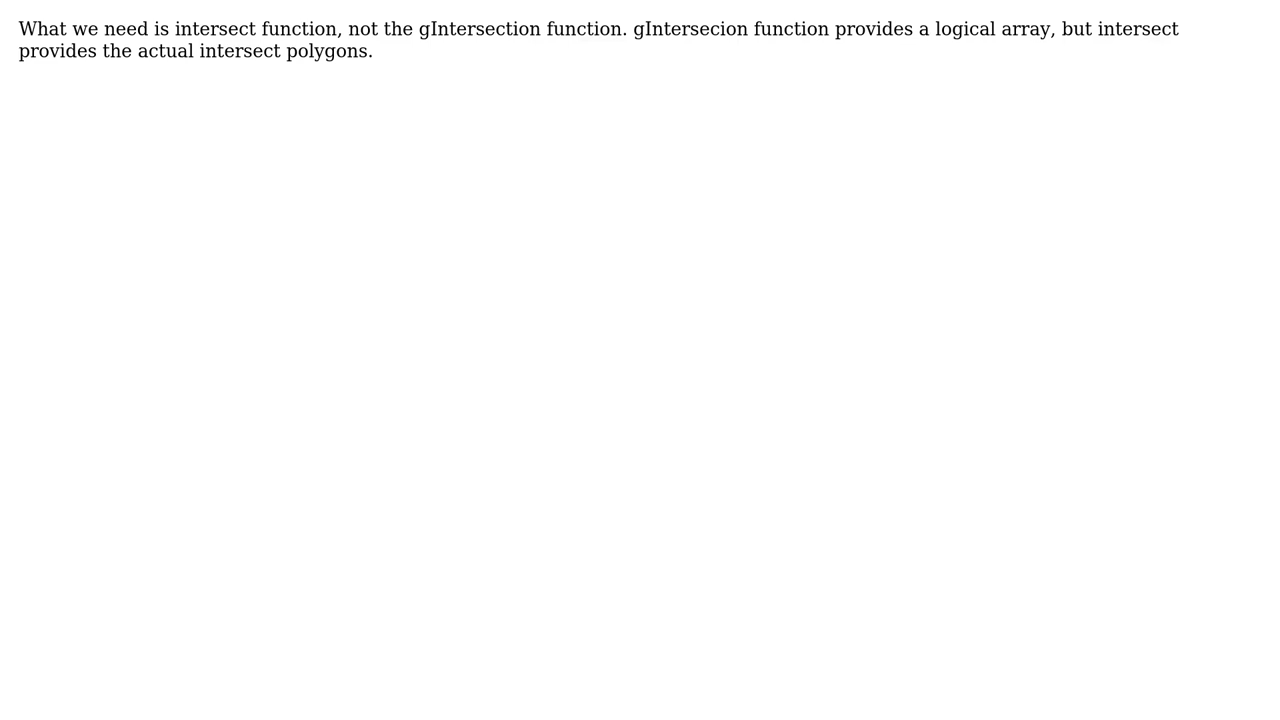 What we need is intersect function, not the gIntersection function. gIntersecion function provides a logical array, but intersect
provides the actual intersect polygons.